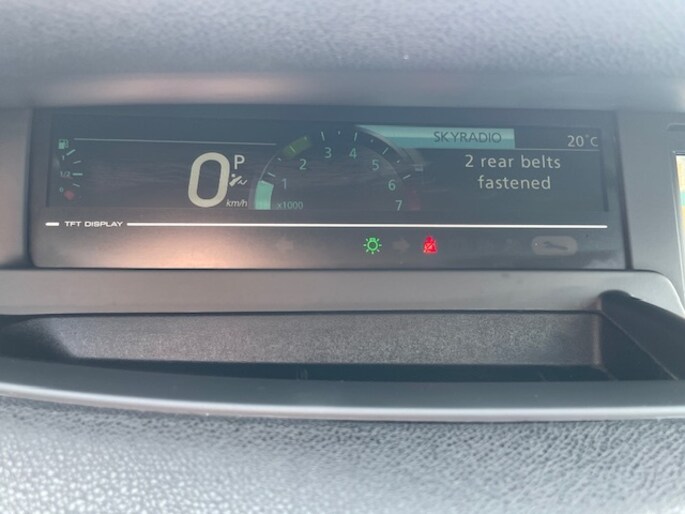 SKYRADIO
20°C
2 rear belts
fastened
0
P
km/h
1
2
3
4
5
6
7
x1000
1/2
TFT DISPLAY